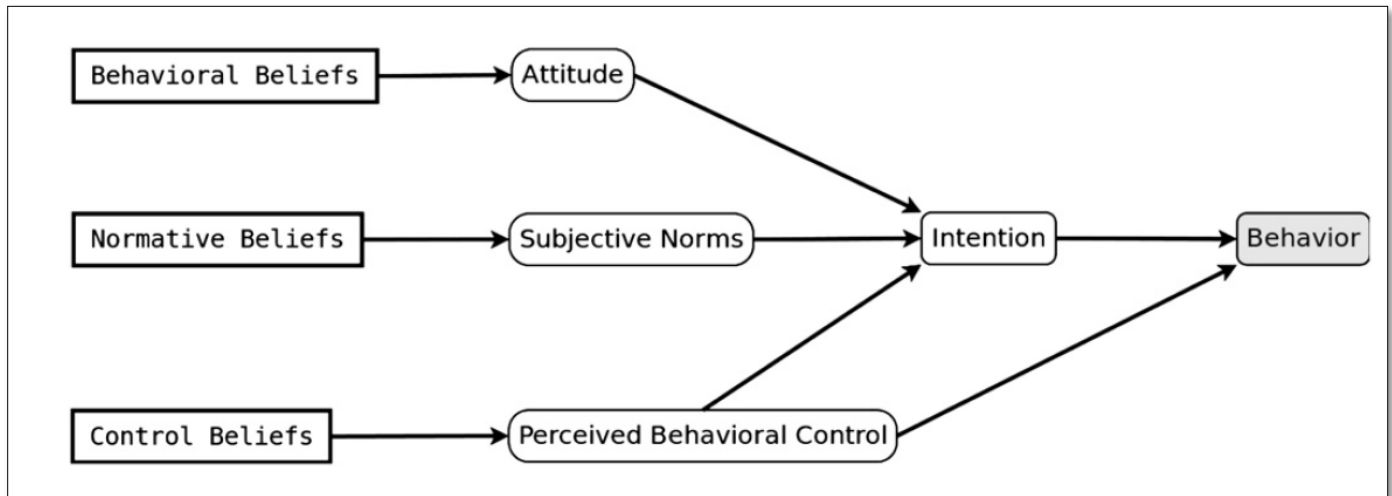 Behavioral Beliefs
Attitude
Normative Beliefs
Subjective Norms
Intention
Behavior
Control Beliefs
Perceived Behavioral Control